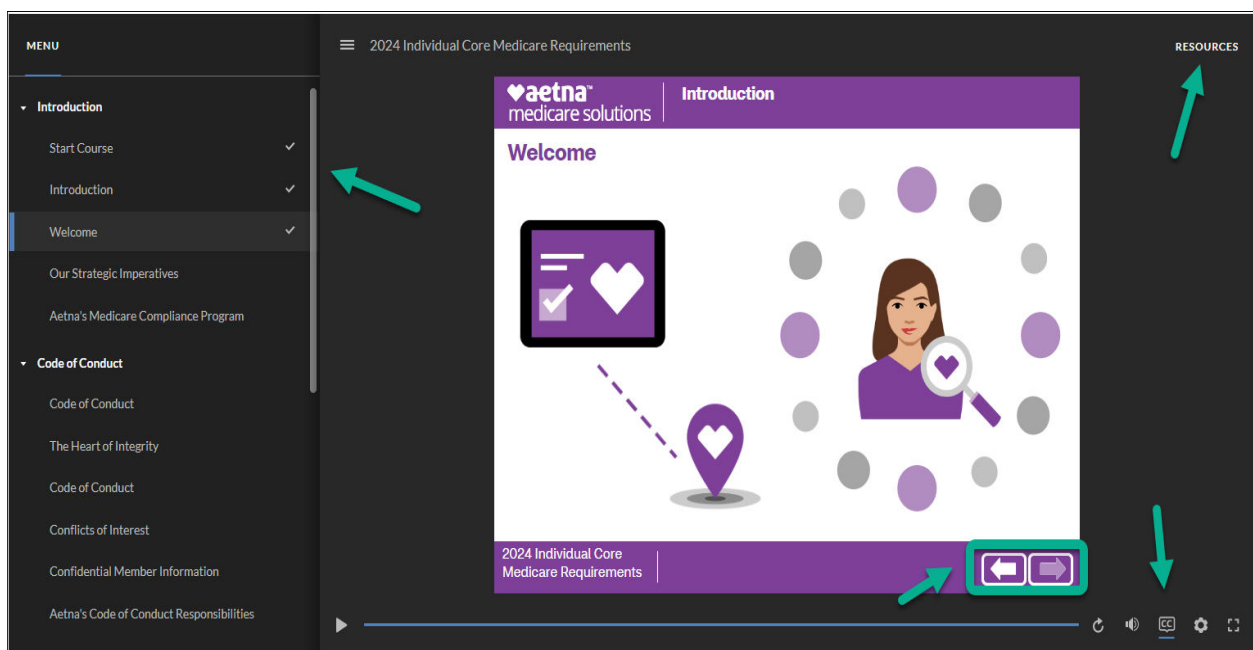 MENU
Introduction
Start Course
Introduction
Welcome
Our Strategic Imperatives
Aetna's Medicare Compliance Program
Code of Conduct
Code of Conduct
The Heart of Integrity
Code of Conduct
Conflicts of Interest
Confidential Member Information
Aetna's Code of Conduct Responsibilities
2024 Individual Core Medicare Requirements
RESOURCES
aetna™
medicare solutions
Introduction
Welcome
2024 Individual Core
Medicare Requirements
CC